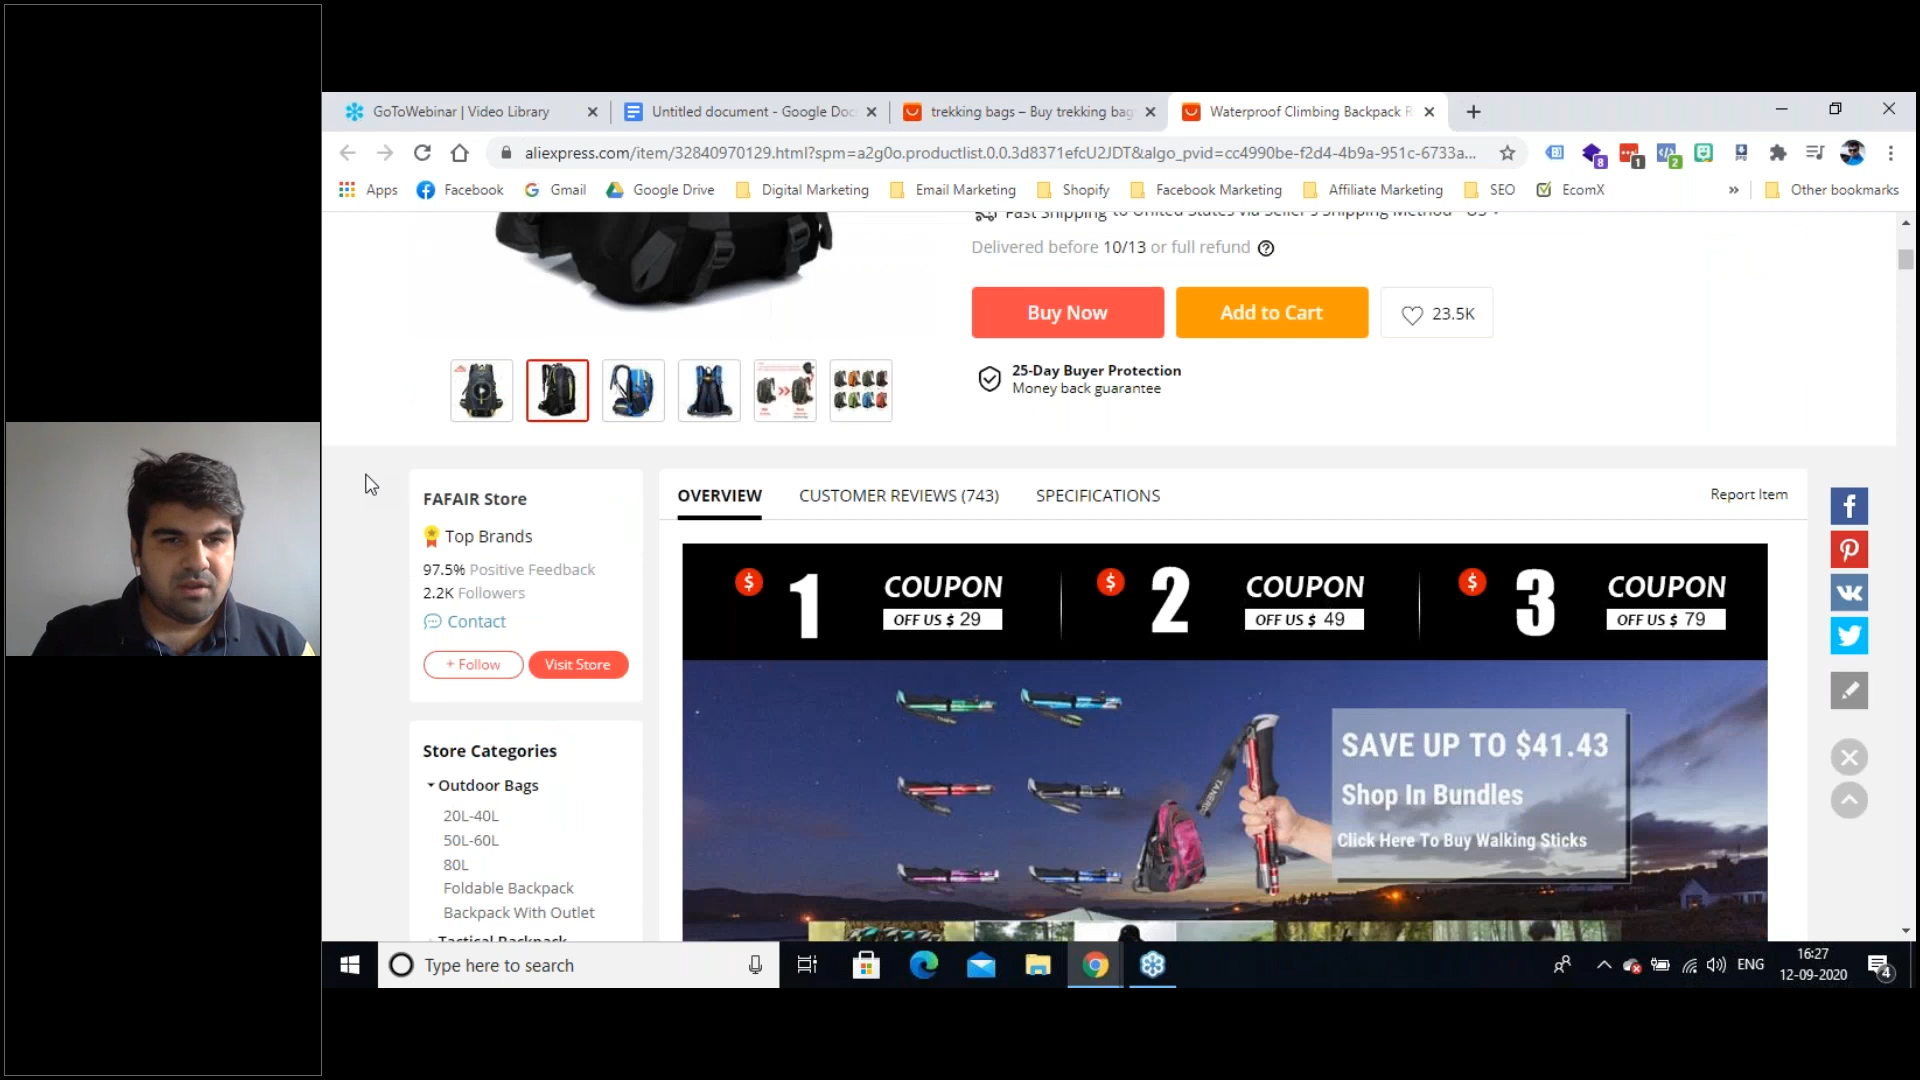 GoToWebinar | Video Library
Untitled document - Google Doc
trekking bags – Buy trekking bag
Waterproof Climbing Backpack R
aliexpress.com/item/32840970129.html?spm=a2g0o.productlist.0.0.3d8371efcU2JDT&algo_pvid=cc4990be-f2d4-4b9a-951c-6733a...
8
1
2
Apps
Facebook
Gmail
Google Drive
Digital Marketing
Email Marketing
Shopify
Facebook Marketing
Affiliate Marketing
SEO
EcomX
»
Other bookmarks
Fast Shipping to United States via Seller's Shipping Method - US
Delivered before 10/13 or full refund
Buy Now
Add to Cart
23.5K
25-Day Buyer Protection
Money back guarantee
FAFAIR Store
Top Brands
97.5% Positive Feedback
2.2K Followers
Contact
+ Follow
Visit Store
Store Categories
Outdoor Bags
20L-40L
50L-60L
80L
Foldable Backpack
Backpack With Outlet
Tactical Backpack
OVERVIEW
CUSTOMER REVIEWS (743)
SPECIFICATIONS
Report Item
$ 1 COUPON
OFF US $ 29
$ 2 COUPON
OFF US $ 49
$ 3 COUPON
OFF US $ 79
SAVE UP TO $41.43
Shop In Bundles
Click Here To Buy Walking Sticks
Type here to search
ENG
16:27
12-09-2020
4